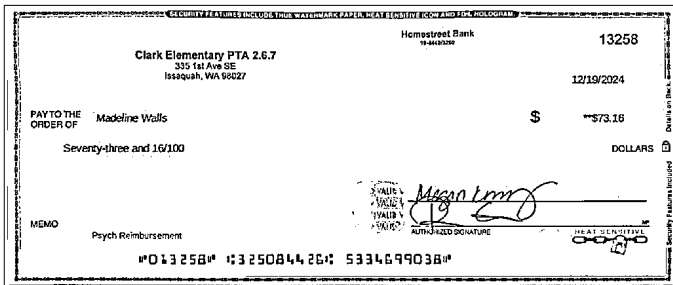 SECURITY FEATURES INCLUDE TRUE WATERMARK PAPER, HEAT SENSITIVE ICON AND FOIL HOLOGRAM
Homestreet Bank
13258
Clark Elementary PTA 2.6.7
335 1st Ave SE
Issaquah, WA 98027
12/19/2024
PAY TO THE
ORDER OF
Madeline Walls
$ **$73.16
Seventy-three and 16/100
DOLLARS
Security Features Included
Details on Back.
VALID
VALID
VALID
Megan
MEMO
Psych Reimbursement
AUTHORIZED SIGNATURE
MP
HEAT SENSITIVE
⑈013258⑈ ⑆325084426⑆ 5334699038⑈